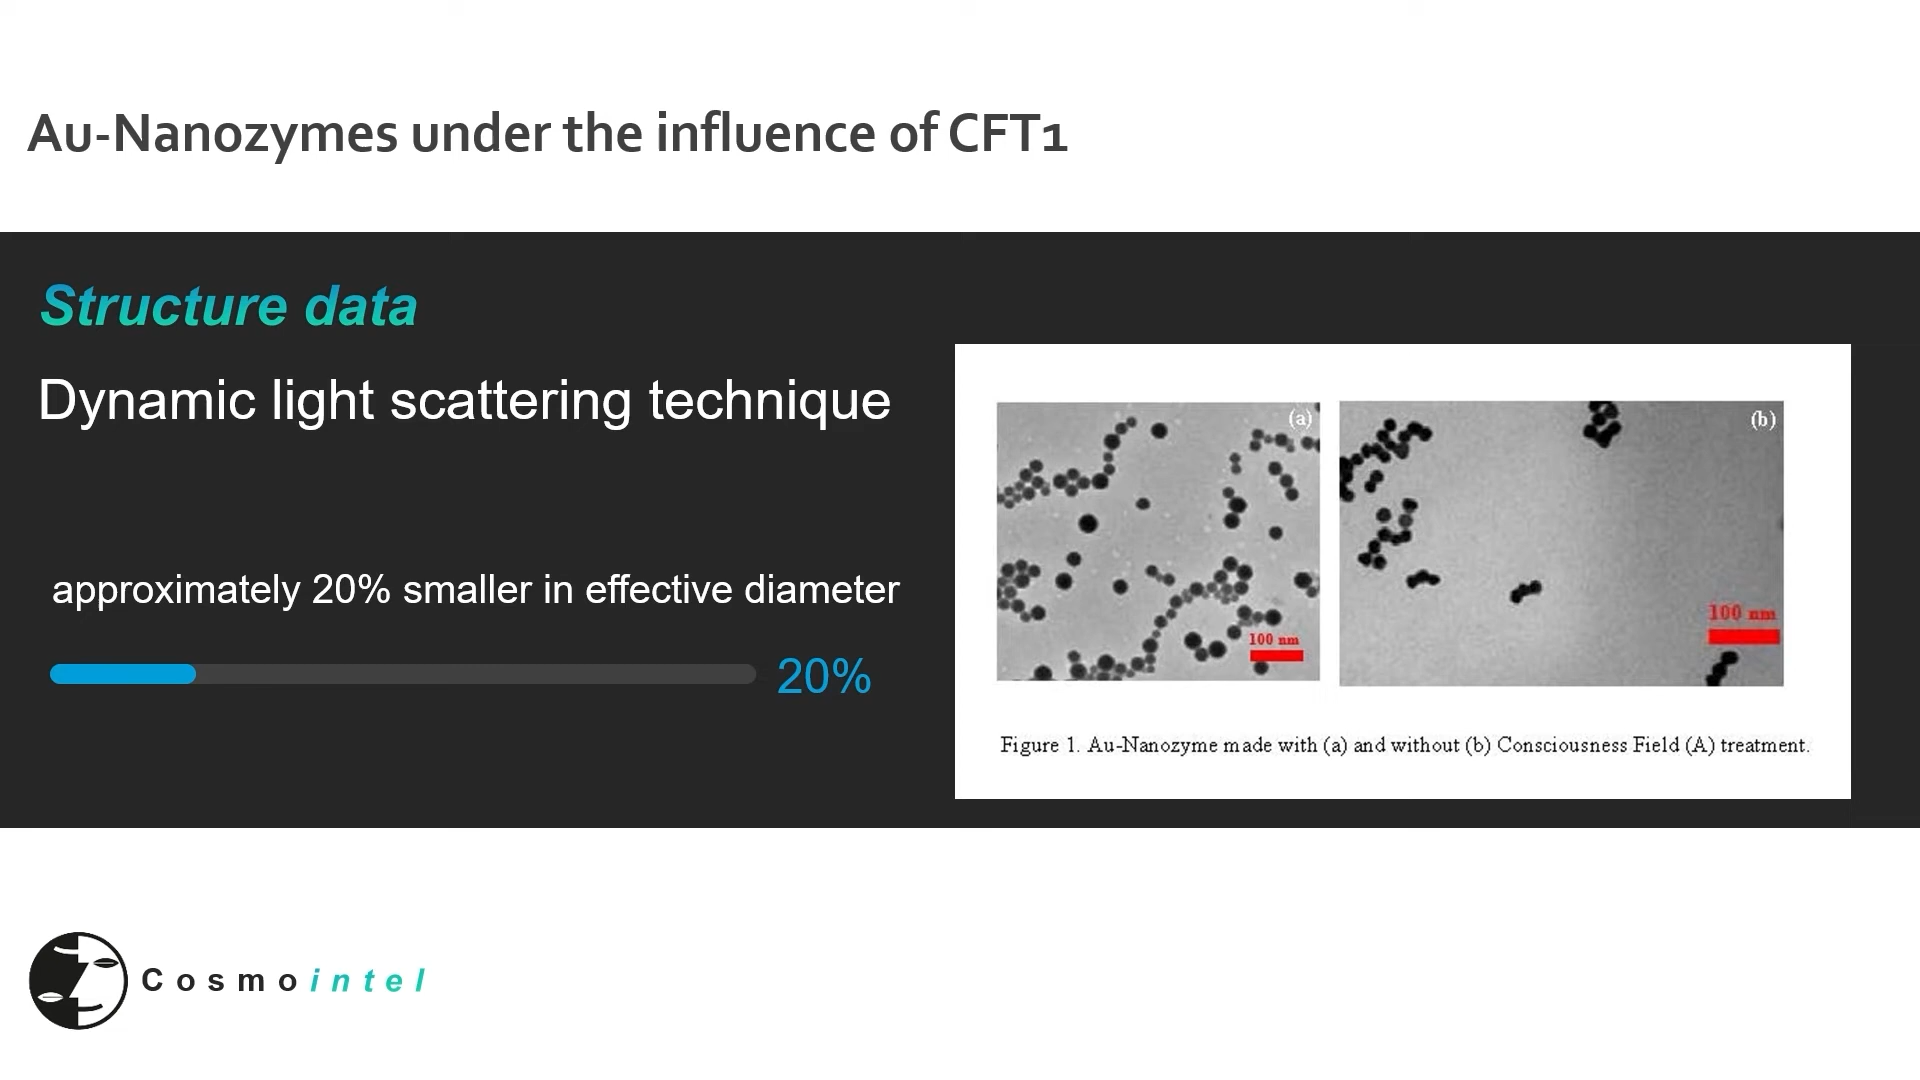 Au-Nanozymes under the influence of CFT1
Structure data
Dynamic light scattering technique
approximately 20% smaller in effective diameter
20%
(a)
(b)
100 nm
100 nm
Figure 1. Au-Nanozyme made with (a) and without (b) Consciousness Field (A) treatment.
Cosmointel